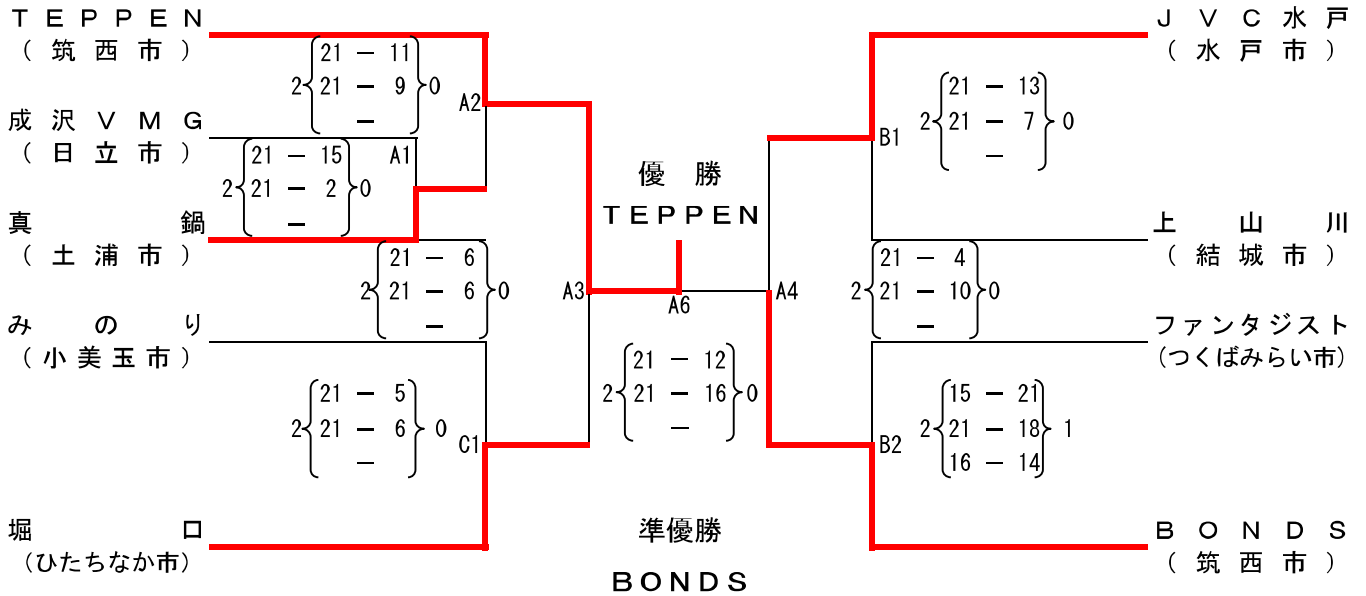 ＴＥＰＰＥＮ
(筑西市)
成沢ＶＭＧ
(日立市)
真鍋
(土浦市)
みのり
(小美玉市)
堀口
(ひたちなか市)
21 － 11
2 21 － 9 0
－
A2
21 － 15
2 21 － 2 0
－
A1
21 － 6
2 21 － 6 0
－
A3
21 － 5
2 21 － 6 0
－
C1
優勝
ＴＥＰＰＥＮ
A6
21 － 12
2 21 － 16 0
－
準優勝
ＢＯＮＤＳ
A4
B1
21 － 13
2 21 － 7 0
－
21 － 4
2 21 － 10 0
－
B2
15 － 21
2 21 － 18 1
16 － 14
ＪＶＣ水戸
(水戸市)
上山川
(結城市)
ファンタジスト
(つくばみらい市)
ＢＯＮＤＳ
(筑西市)